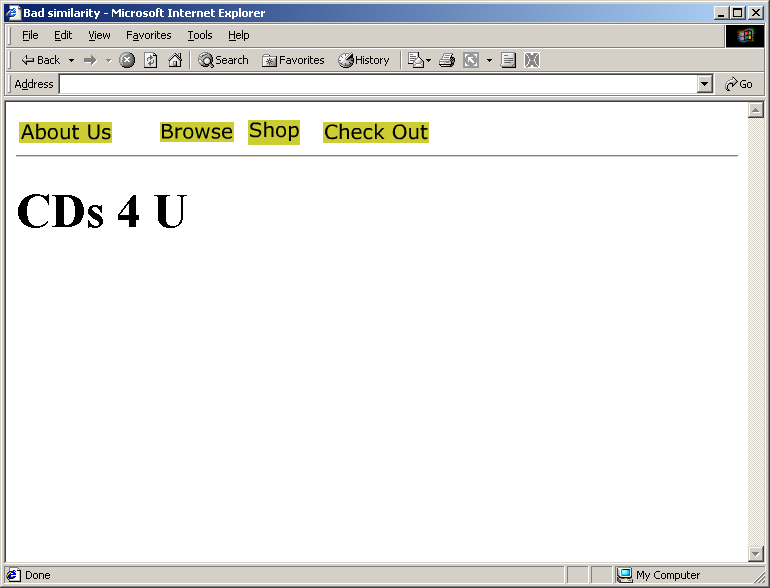 Bad similarity - Microsoft Internet Explorer
File Edit View Favorites Tools Help
Back Search Favorites History
Address Go
About Us Browse Shop Check Out
CDs 4 U
Done My Computer